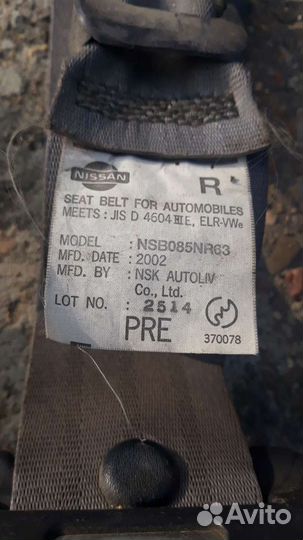 R
NISSAN
SEAT BELT FOR AUTOMOBILES
MEETS : JIS D 4604 ⅢE, ELR-VWe
MODEL : NSB085NR63
MFD. DATE : 2002
MFD. BY : NSK AUTOLIV
Co., Ltd.
LOT NO. : 2514
PRE
370078
Avito